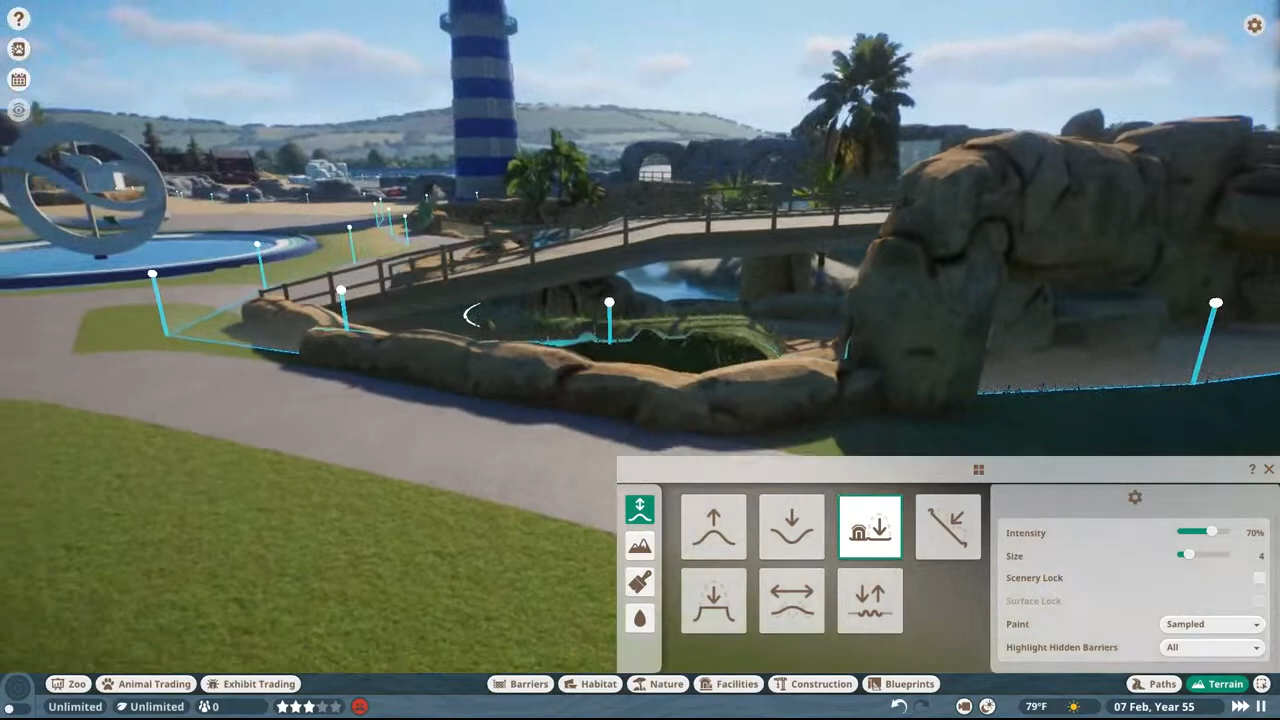 ?
?
Intensity 70%
Size 4
Scenery Lock
Surface Lock
Paint Sampled
Highlight Hidden Barriers All
Zoo Animal Trading Exhibit Trading Barriers Habitat Nature Facilities Construction Blueprints Paths Terrain
Unlimited Unlimited 0 79°F 07 Feb, Year 55